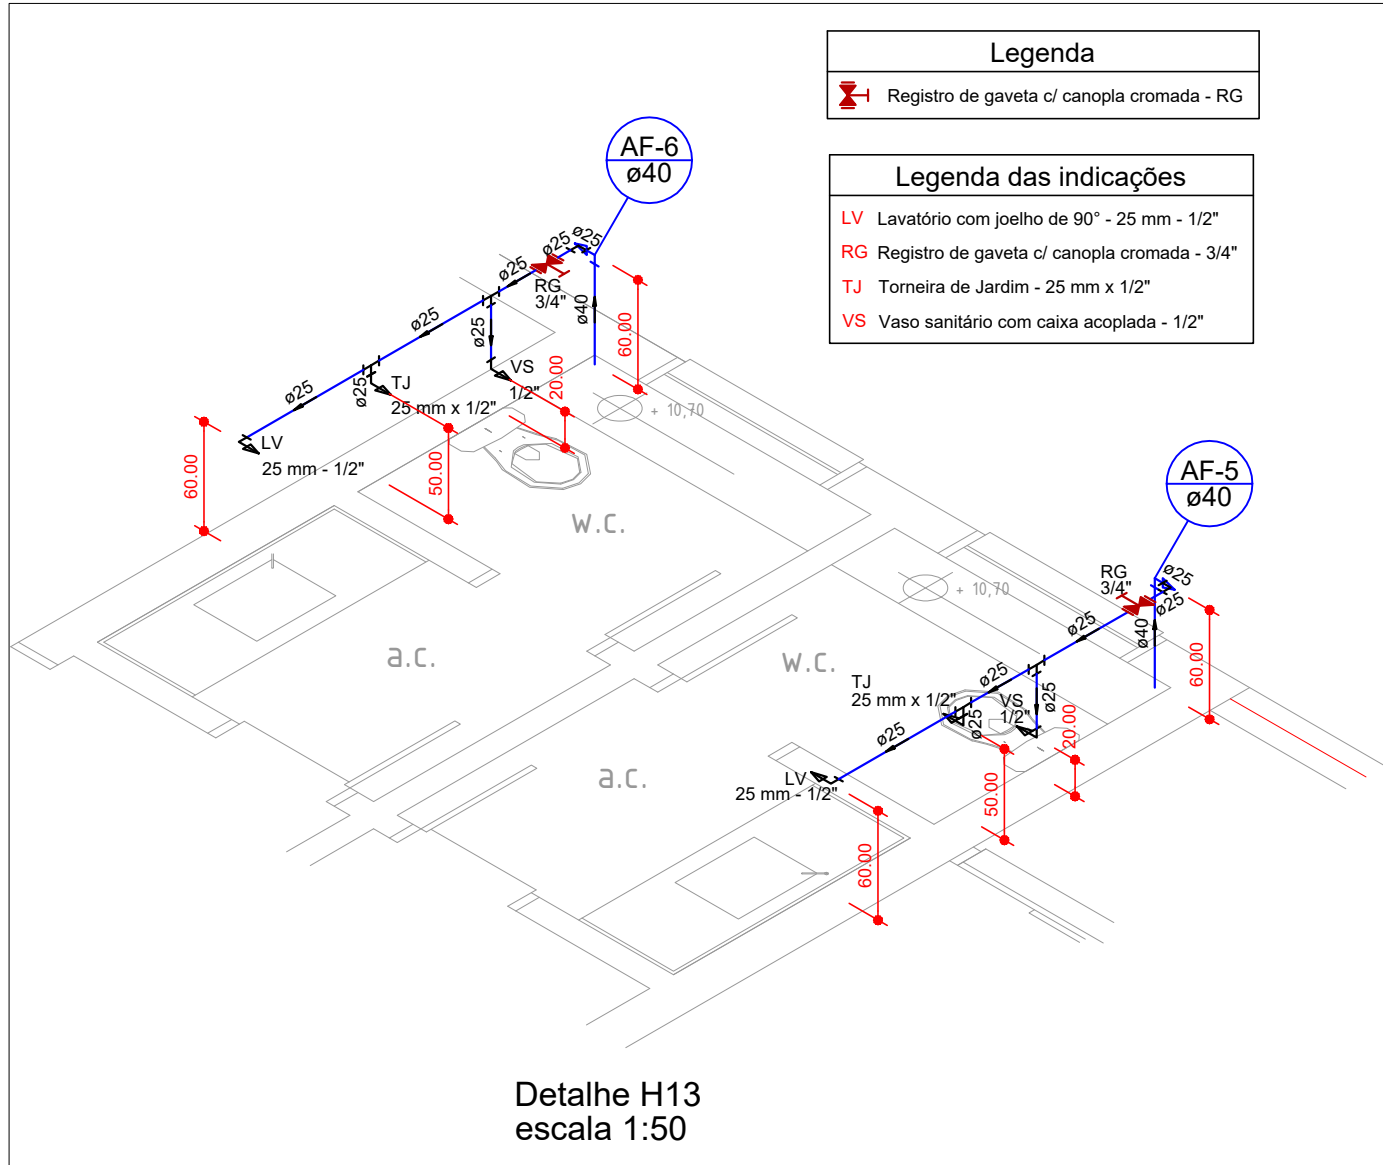 Legenda
Registro de gaveta c/ canopla cromada - RG
Legenda das indicações
LV Lavatório com joelho de 90° - 25 mm - 1/2"
RG Registro de gaveta c/ canopla cromada - 3/4"
TJ Torneira de Jardim - 25 mm x 1/2"
VS Vaso sanitário com caixa acoplada - 1/2"
AF-6
ø40
ø25
ø25
ø25
RG
3/4"
ø40
60.00
ø25
ø25
VS
1/2"
20.00
ø25
ø25
TJ
25 mm x 1/2"
LV
25 mm - 1/2"
60.00
50.00
+ 10,70
w.c.
a.c.
AF-5
ø40
ø25
ø25
RG
3/4"
ø40
60.00
ø25
+ 10,70
w.c.
ø25
ø25
VS
1/2"
20.00
TJ
25 mm x 1/2"
ø25
ø25
50.00
LV
25 mm - 1/2"
60.00
a.c.
Detalhe H13
escala 1:50